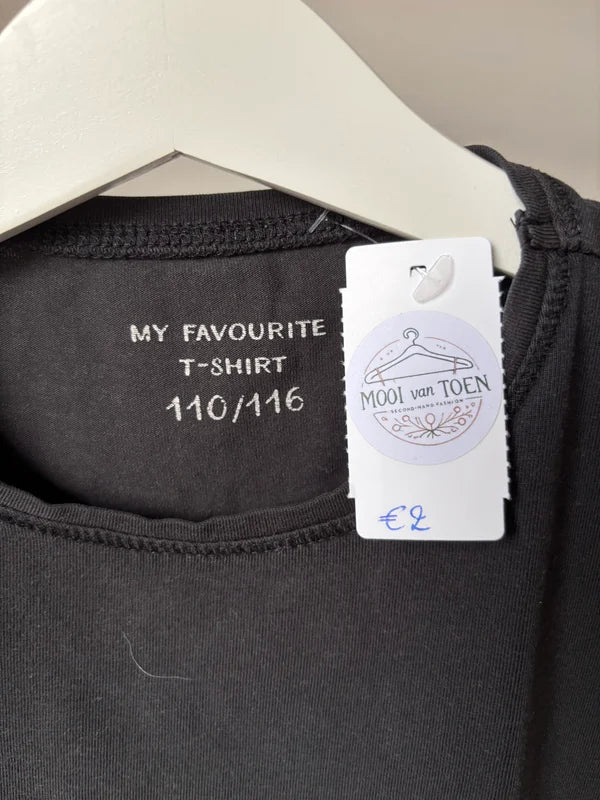 MY FAVOURITE
T-SHIRT
110/116
MOOI van TOEN
SECOND-HAND FASHION
€2